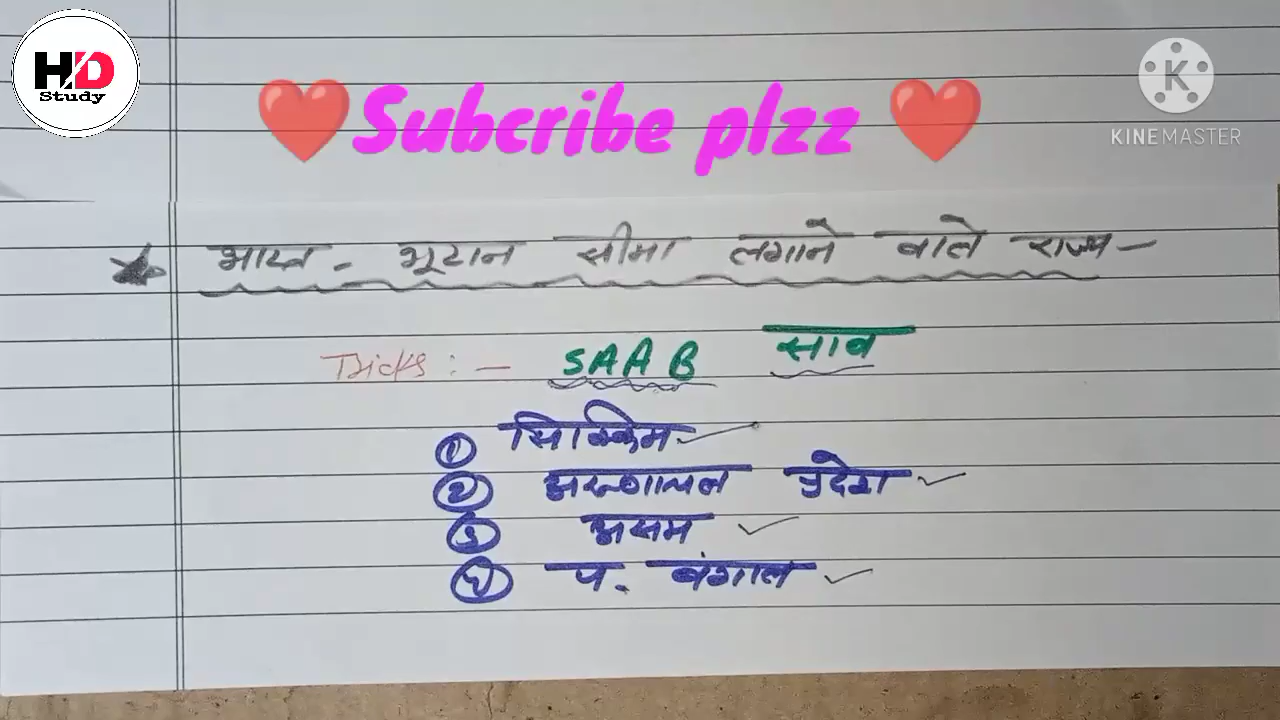 HD
Study
❤️Subcribe plzz ❤️
KINEMASTER
भारत - भूटान सीमा लगाने वाले राज्य –
Tricks :- SAAB साब
① सिक्किम
② अरुणाचल प्रदेश
③ असम
④ प. बंगाल